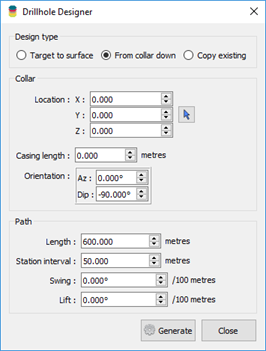 Drillhole Designer
Design type
Target to surface From collar down Copy existing
Collar
Location : X : 0.000
Y : 0.000
Z : 0.000
Casing length : 0.000 metres
Orientation : Az : 0.000°
Dip : -90.000°
Path
Length : 600.000 metres
Station interval : 50.000 metres
Swing : 0.000° /100 metres
Lift : 0.000° /100 metres
Generate Close